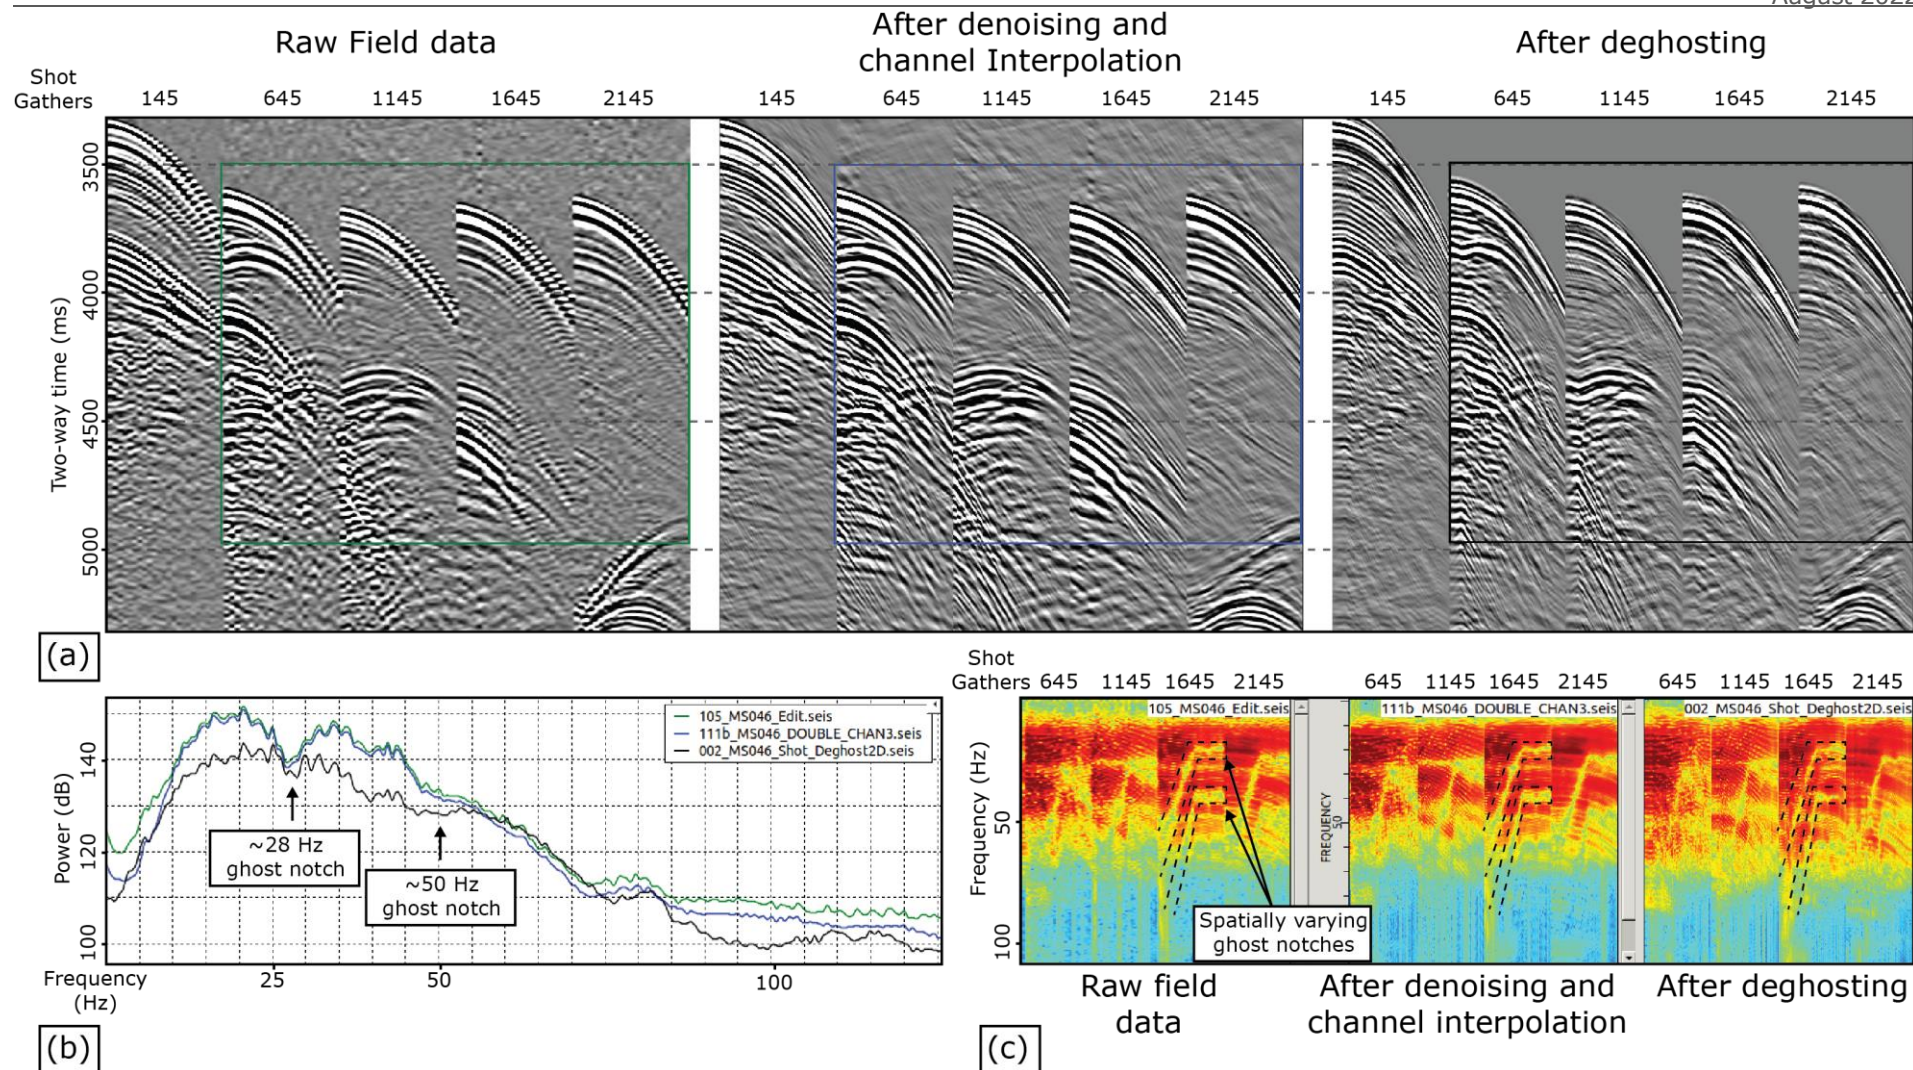 August 2022
Raw Field data
After denoising and
channel Interpolation
After deghosting
Shot
Gathers 145 645 1145 1645 2145 145 645 1145 1645 2145 145 645 1145 1645 2145
Two-way time (ms)
3500
4000
4500
5000
(a)
105_MS046_Edit.seis
111b_MS046_DOUBLE_CHAN3.seis
002_MS046_Shot_Deghost2D.seis
Power (dB)
140
120
100
~28 Hz
ghost notch
~50 Hz
ghost notch
Frequency
(Hz)
25 50 100
(b)
Shot
Gathers 645 1145 1645 2145 645 1145 1645 2145 645 1145 1645 2145
105_MS046_Edit.seis
111b_MS046_DOUBLE_CHAN3.seis
002_MS046_Shot_Deghost2D.seis
Frequency (Hz)
50
100
FREQUENCY
50
Spatially varying
ghost notches
Raw field
data
After denoising and
channel interpolation
After deghosting
(c)